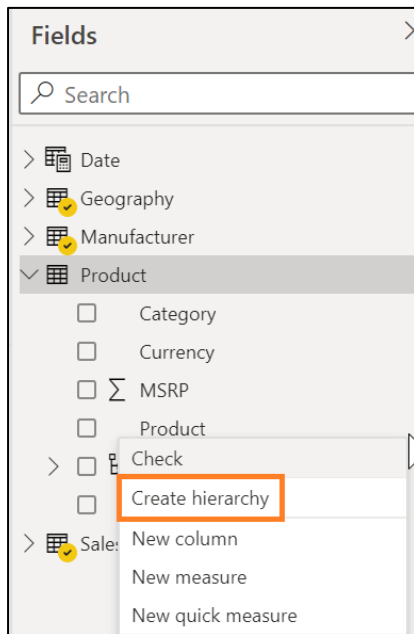 Fields
Search
Date
Geography
Manufacturer
Product
Category
Currency
MSRP
Product
Check
Create hierarchy
New column
Sales
New measure
New quick measure